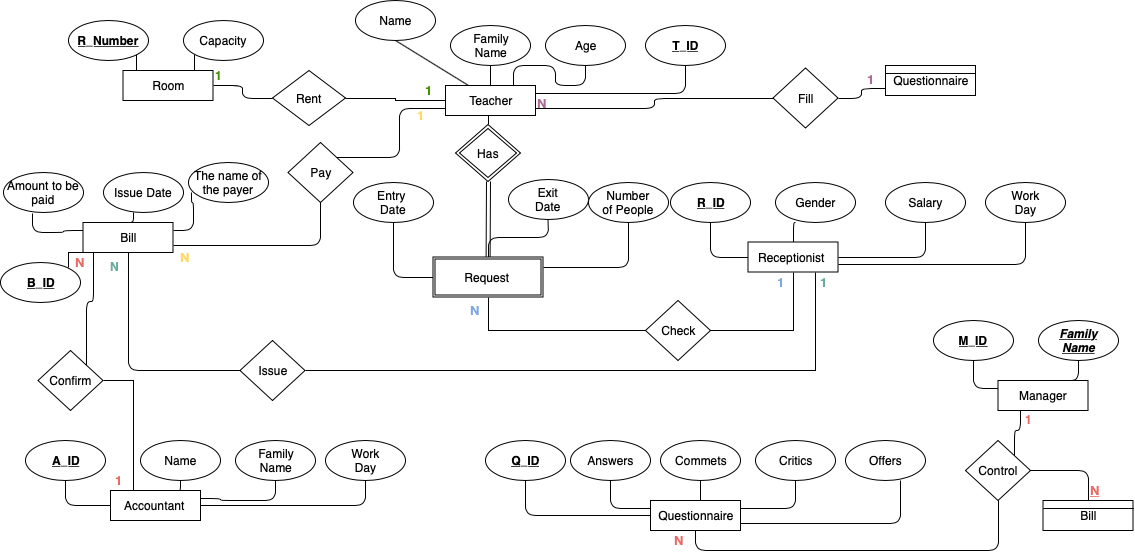 Name
R_Number
Capacity
Family
Name
Age
T_ID
1
Room
1
Rent
Teacher
N
Fill
1
Questionnaire
1
Has
Pay
Amount to be
paid
Issue Date
The name of
the payer
Entry
Date
Exit
Date
Number
of People
R_ID
Gender
Salary
Work
Day
Bill
N
N
N
B_ID
Request
N
Receptionist
1
1
Check
Confirm
Issue
M_ID
Family
Name
Manager
1
A_ID
Name
Family
Name
Work
Day
1
Accountant
Q_ID
Answers
Commets
Critics
Offers
Questionnaire
N
Control
N
Bill